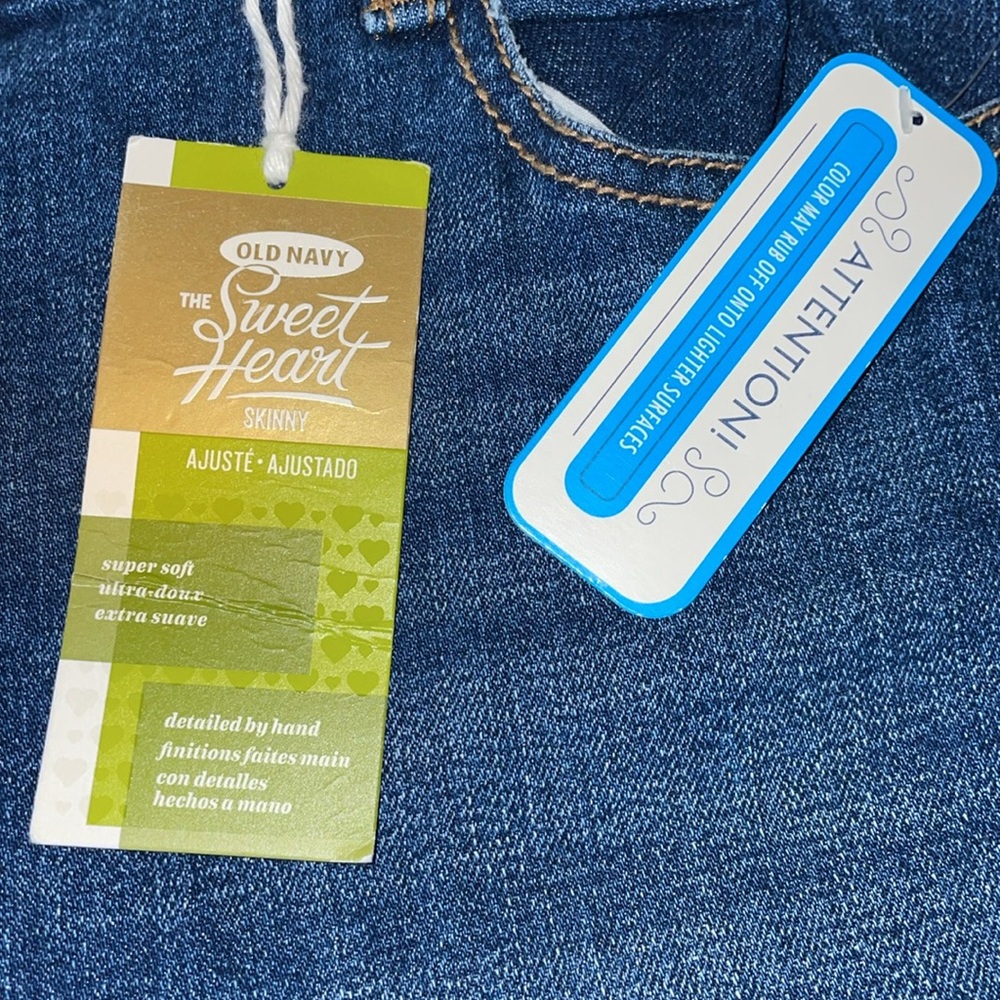 OLD NAVY
THE Sweet
Heart
SKINNY
AJUSTÉ • AJUSTADO
super soft
ultra-doux
extra suave
detailed by hand
finitions faites main
con detalles
hechos a mano
ATTENTION!
COLOR MAY RUB OFF ONTO LIGHTER SURFACES